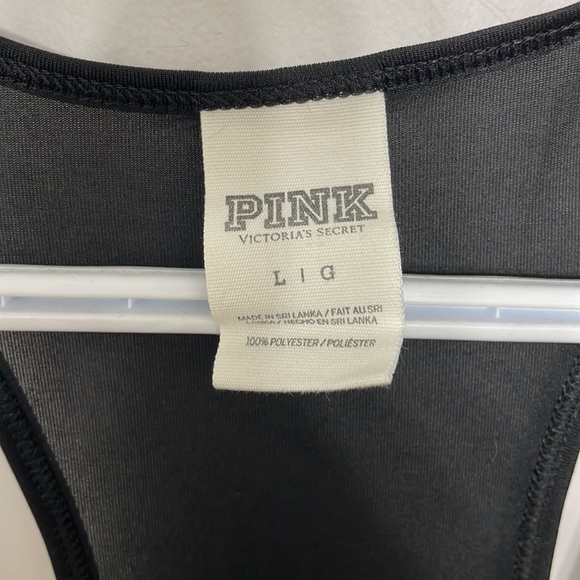 PINK
VICTORIA'S SECRET
L | G
MADE IN SRI LANKA / FAIT AU SRI
LANKA / HECHO EN SRI LANKA
100% POLYESTER / POLIÉSTER